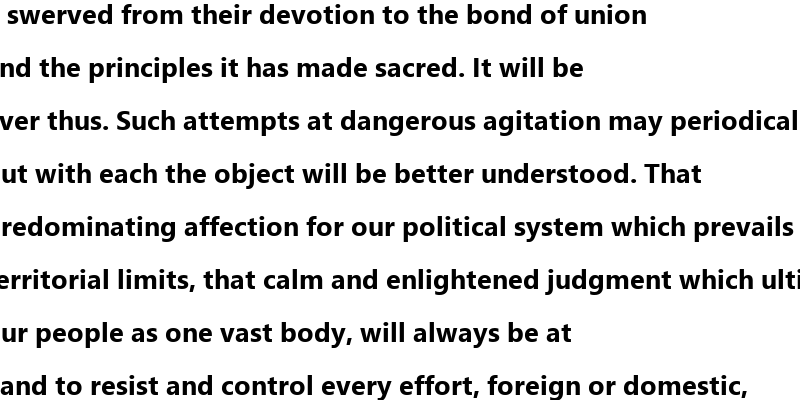 swerved from their devotion to the bond of union
nd the principles it has made sacred. It will be
ver thus. Such attempts at dangerous agitation may periodical
ut with each the object will be better understood. That
redominating affection for our political system which prevails
erritorial limits, that calm and enlightened judgment which ulti
ur people as one vast body, will always be at
and to resist and control every effort, foreign or domestic,